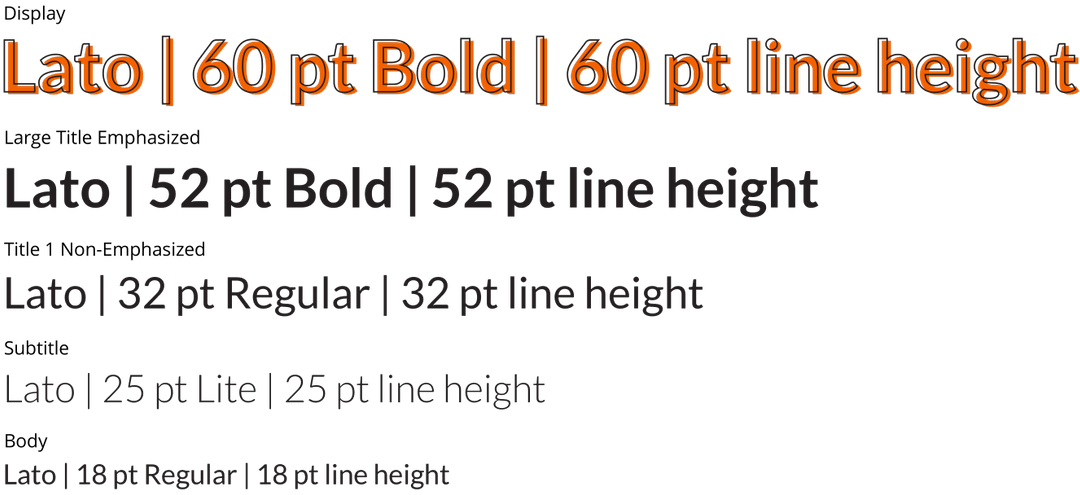 Display
Lato | 60 pt Bold | 60 pt line height
Large Title Emphasized
Lato | 52 pt Bold | 52 pt line height
Title 1 Non-Emphasized
Lato | 32 pt Regular | 32 pt line height
Subtitle
Lato | 25 pt Lite | 25 pt line height
Body
Lato | 18 pt Regular | 18 pt line height